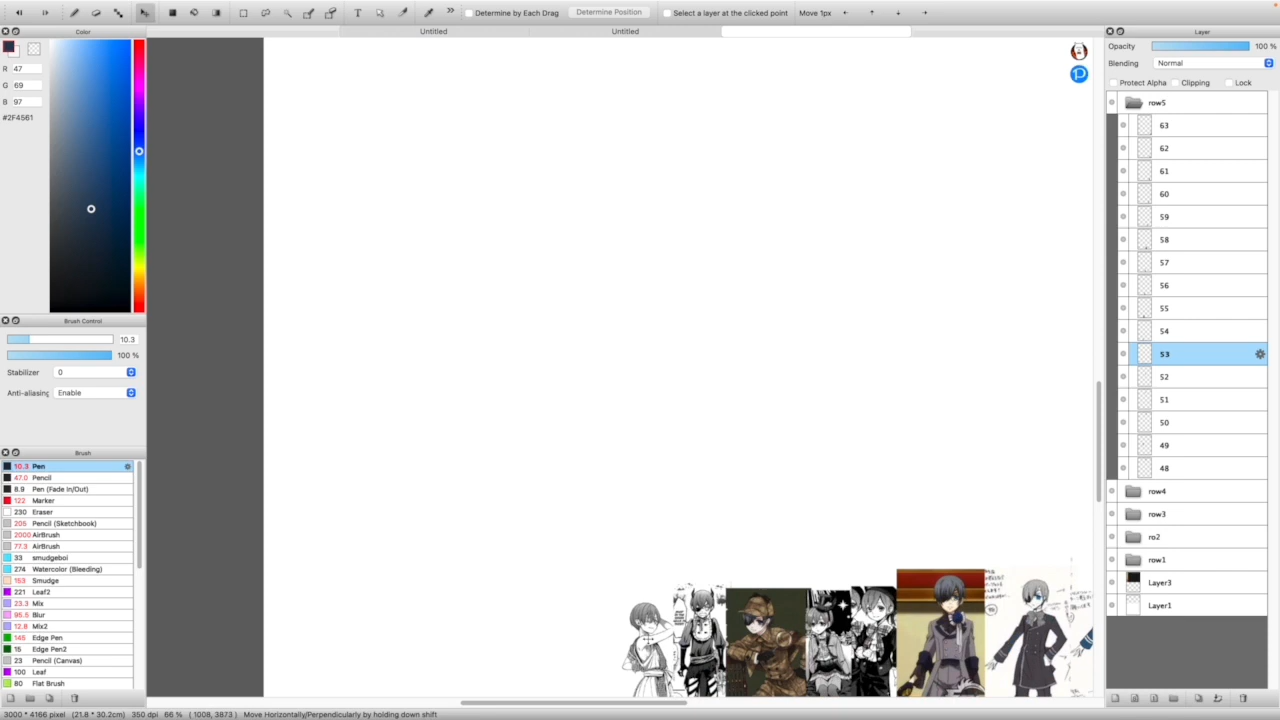 Determine by Each Drag
Determine Position
Select a layer at the clicked point
Move 1px
Color
Untitled
Untitled
Layer
R 47
G 69
B 97
#2F4561
Opacity 100 %
Blending Normal
Protect Alpha Clipping Lock
row5
63
62
61
60
59
58
57
56
55
54
53
52
51
50
49
48
row4
row3
ro2
row1
Layer3
Layer1
Brush Control
10.3
100 %
Stabilizer 0
Anti-aliasing Enable
Brush
10.3 Pen
47.0 Pencil
8.9 Pen (Fade In/Out)
122 Marker
230 Eraser
205 Pencil (Sketchbook)
2000 AirBrush
77.3 AirBrush
33 smudgeboi
274 Watercolor (Bleeding)
153 Smudge
221 Leaf2
23.3 Mix
95.5 Blur
12.8 Mix2
145 Edge Pen
15 Edge Pen2
23 Pencil (Canvas)
100 Leaf
80 Flat Brush
3000 * 4166 pixel (21.8 * 30.2cm) 350 dpi 66 % ( 1008, 3873) Move Horizontally/Perpendicularly by holding down shift